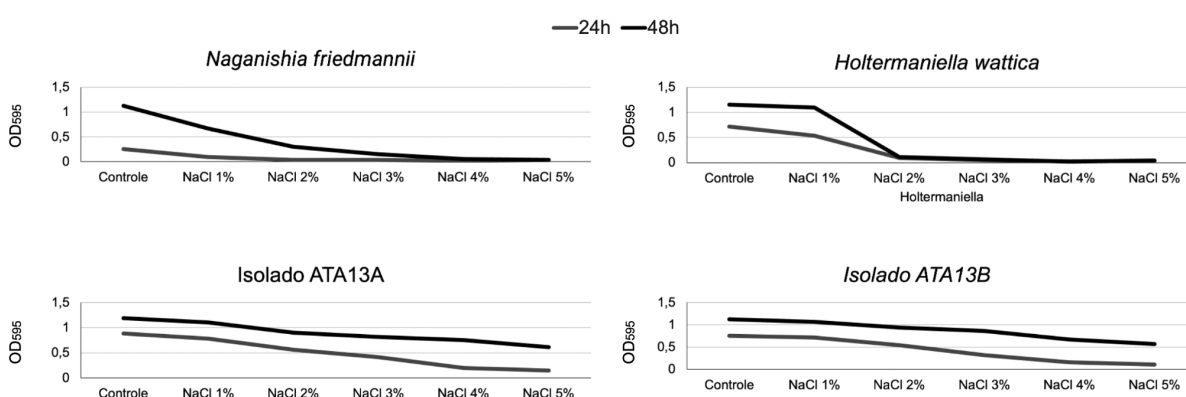 24h 48h
Naganishia friedmannii
1,5
1
0,5
0
OD595
Controle NaCl 1% NaCl 2% NaCl 3% NaCl 4% NaCl 5%
Holtermaniella wattica
1,5
1
0,5
0
OD595
Controle NaCl 1% NaCl 2% NaCl 3% NaCl 4% NaCl 5%
Holtermaniella
Isolado ATA13A
1,5
1
0,5
0
OD595
Controle NaCl 1% NaCl 2% NaCl 3% NaCl 4% NaCl 5%
Isolado ATA13B
1,5
1
0,5
0
OD595
Controle NaCl 1% NaCl 2% NaCl 3% NaCl 4% NaCl 5%